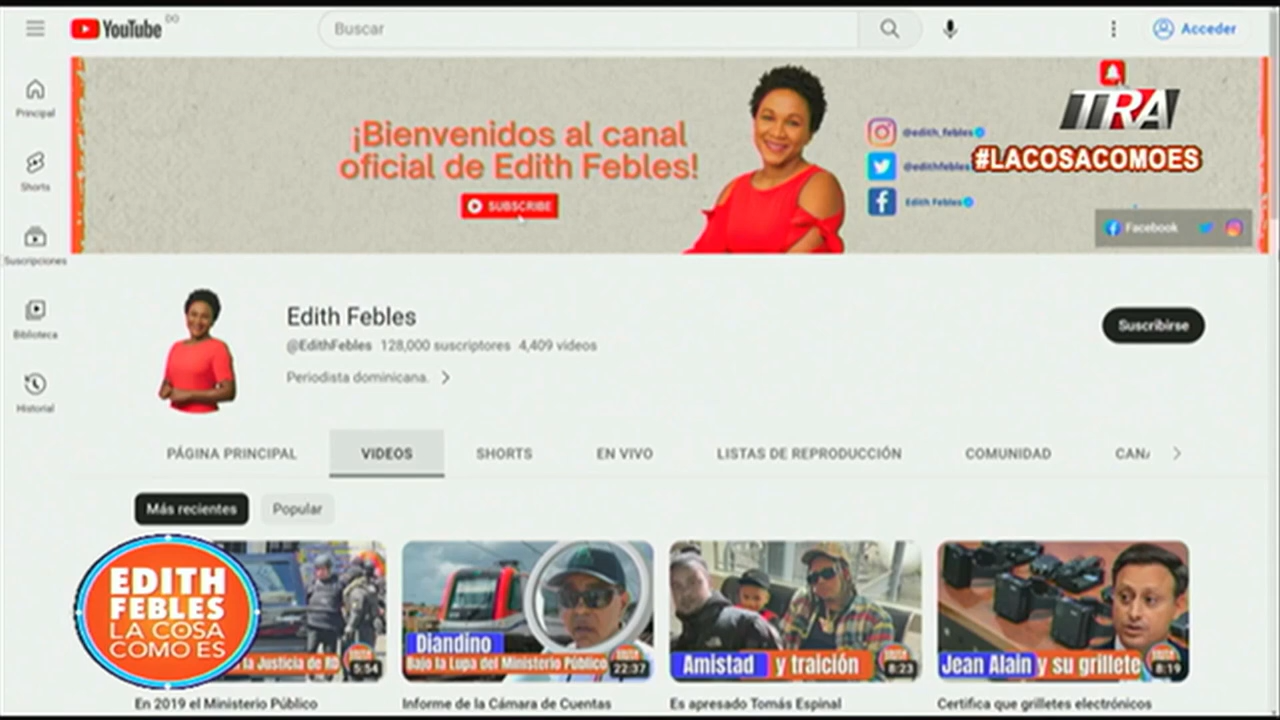 YouTube DO
Buscar
Acceder
Principal
Shorts
Suscripciones
Biblioteca
Historial
¡Bienvenidos al canal
oficial de Edith Febles!
SUBSCRIBE
@edith_febles
@edithfebles
Edith Febles
TRA
#LACOSACOMOES
Facebook
Edith Febles
@EdithFebles 128,000 suscriptores 4,409 videos
Periodista dominicana.
Suscribirse
PÁGINA PRINCIPAL
VIDEOS
SHORTS
EN VIVO
LISTAS DE REPRODUCCIÓN
COMUNIDAD
CANA
Más recientes
Popular
EDITH
FEBLES
LA COSA
COMO ES
la Justicia de RD
5:54
Diandino
Bajo la Lupa del Ministerio Público
22:37
Amistad y traición
8:23
Jean Alain y su grillete
8:19
En 2019 el Ministerio Público
Informe de la Cámara de Cuentas
Es apresado Tomás Espinal
Certifica que grilletes electrónicos